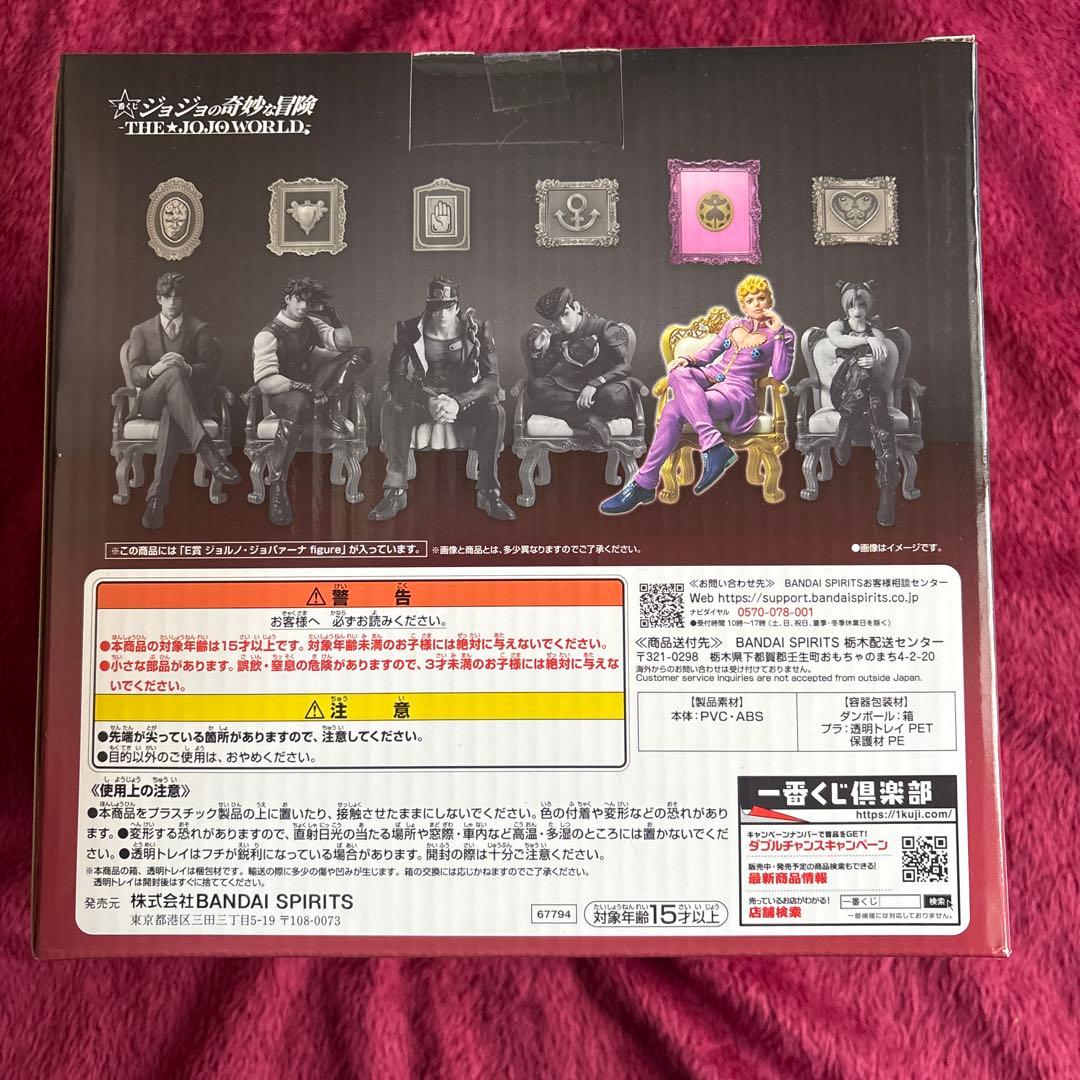 一番くじ ジョジョの奇妙な冒険
-THE★JOJO WORLD-
※この商品には「E賞 ジョルノ・ジョバァーナ figure」が入っています。 ※画像と商品とは、多少異なりますのでご了承ください。 ●画像はイメージです。
⚠警告
お客様へ 必ずお読みください。
●本商品の対象年齢は15才以上です。対象年齢未満のお子様には絶対に与えないでください。
●小さな部品があります。誤飲・窒息の危険がありますので、3才未満のお子様には絶対に与えな
いでください。
⚠注意
●先端が尖っている箇所がありますので、注意してください。
●目的以外のご使用は、おやめください。
≪お問い合わせ先≫ BANDAI SPIRITSお客様相談センター
Web https://support.bandaispirits.co.jp
ナビダイヤル 0570-078-001
●受付時間 10時〜17時(土、日、祝日、夏季・冬季休業日を除く)
≪商品送付先≫ BANDAI SPIRITS 栃木配送センター
〒321-0298 栃木県下都賀郡壬生町おもちゃのまち4-2-20
海外からのお問い合わせは受け付けておりません。
Customer service inquiries are not accepted from outside Japan.
【製品素材】
本体:PVC・ABS
【容器包装材】
ダンボール:箱
プラ:透明トレイ PET
保護材 PE
≪使用上の注意≫
●本商品をプラスチック製品の上に置いたり、接触させたままにしないでください。色の付着や変形などの恐れがあり
ます。●変形する恐れがありますので、直射日光の当たる場所や窓際・車内など高温・多湿のところには置かないでくだ
さい。●透明トレイはフチが鋭利になっている場合があります。開封の際は十分ご注意ください。
※本商品の箱、透明トレイは梱包材です。輸送の際に多少の傷や凹みが生じます。箱の交換には応じかねますのでご了承ください。
透明トレイは開封後はすぐに捨ててください。
発売元 株式会社BANDAI SPIRITS
東京都港区三田三丁目5-19 〒108-0073
67794
対象年齢15才以上
一番くじ倶楽部
https://1kuji.com/
キャンペーンナンバーで賞品をGET!
ダブルチャンスキャンペーン
販売中・発売予定の商品検索もできる!
最新商品情報
売っているお店がわかる!
店舗検索
一番くじ 検索
一部機種には対応しておりません。